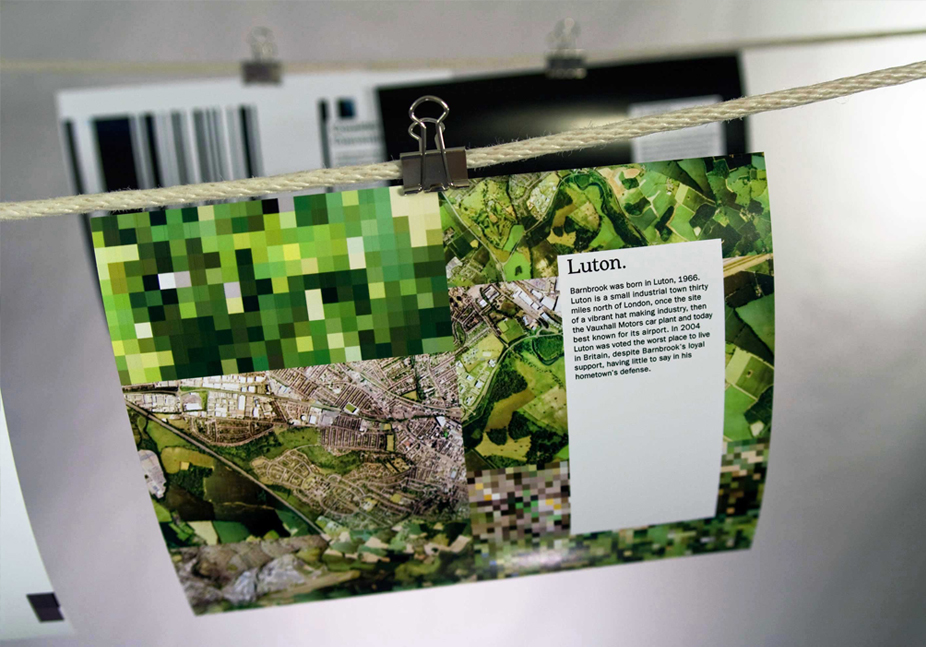 Luton.
Barnbrook was born in Luton, 1966.
Luton is a small industrial town thirty
miles north of London, once the site
of a vibrant hat making industry, then
the Vauxhall Motors car plant and today
best known for its airport. In 2004
Luton was voted the worst place to live
in Britain, despite Barnbrook's loyal
support, having little to say in his
hometown's defense.